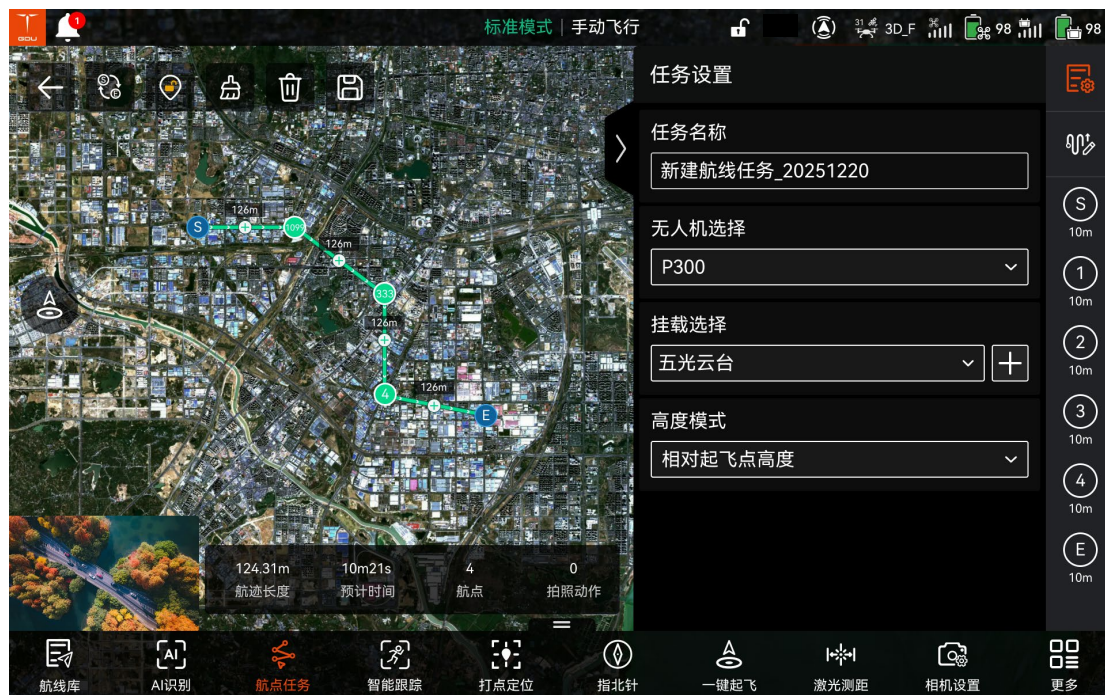 GDU
1
标准模式 | 手动飞行
31
3D_F
98
98
任务设置
任务名称
新建航线任务_20251220
无人机选择
P300
挂载选择
五光云台
高度模式
相对起飞点高度
S
10m
1
10m
2
10m
3
10m
4
10m
E
10m
S
126m
1099
126m
333
126m
4
126m
E
124.31m
10m21s
4
0
航迹长度
预计时间
航点
拍照动作
航线库
AI
AI识别
航点任务
智能跟踪
打点定位
指北针
一键起飞
激光测距
相机设置
更多